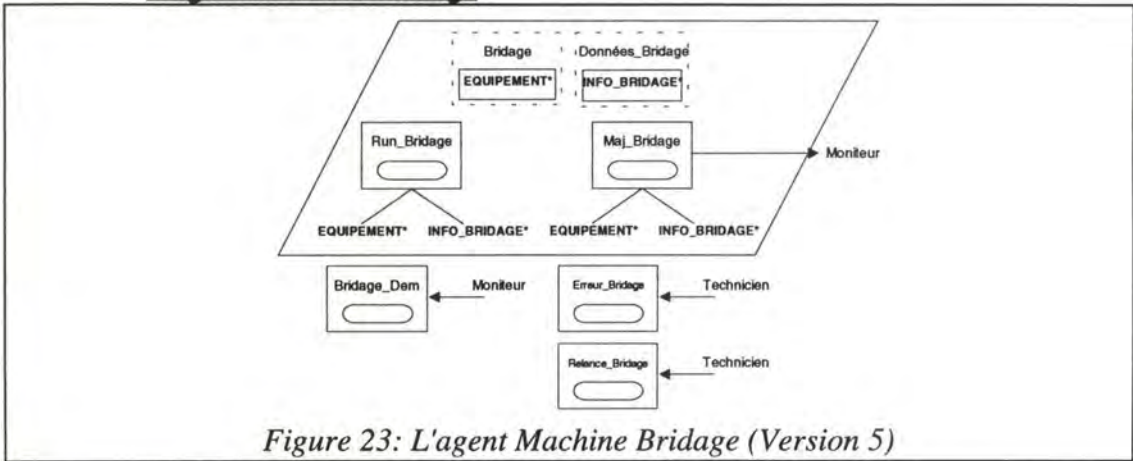 Bridage Données_Bridage
EQUIPEMENT* INFO_BRIDAGE*
Run_Bridage Maj_Bridage Moniteur
EQUIPEMENT* INFO_BRIDAGE* EQUIPEMENT* INFO_BRIDAGE*
Bridage_Dem Moniteur Erreur_Bridage Technicien
Relance_Bridage Technicien
Figure 23: L'agent Machine Bridage (Version 5)